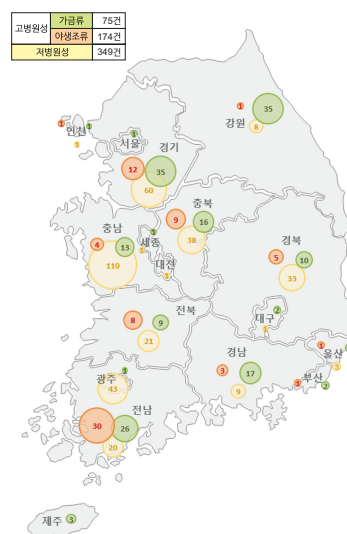 고병원성 가금류 75건
야생조류 174건
저병원성 349건
1 35
강원 8
1 인천 1 1
1 서울
경기
12 35
60
충북
9 16
38
충남 1
4 13 세종
1
110 대전
1
경북
5 10
33
전북
8 9
21
2
대구
1
경남
3 17
9
1
울산
3
1 부산 2
1
광주
43
전남
30 26
20
제주 3